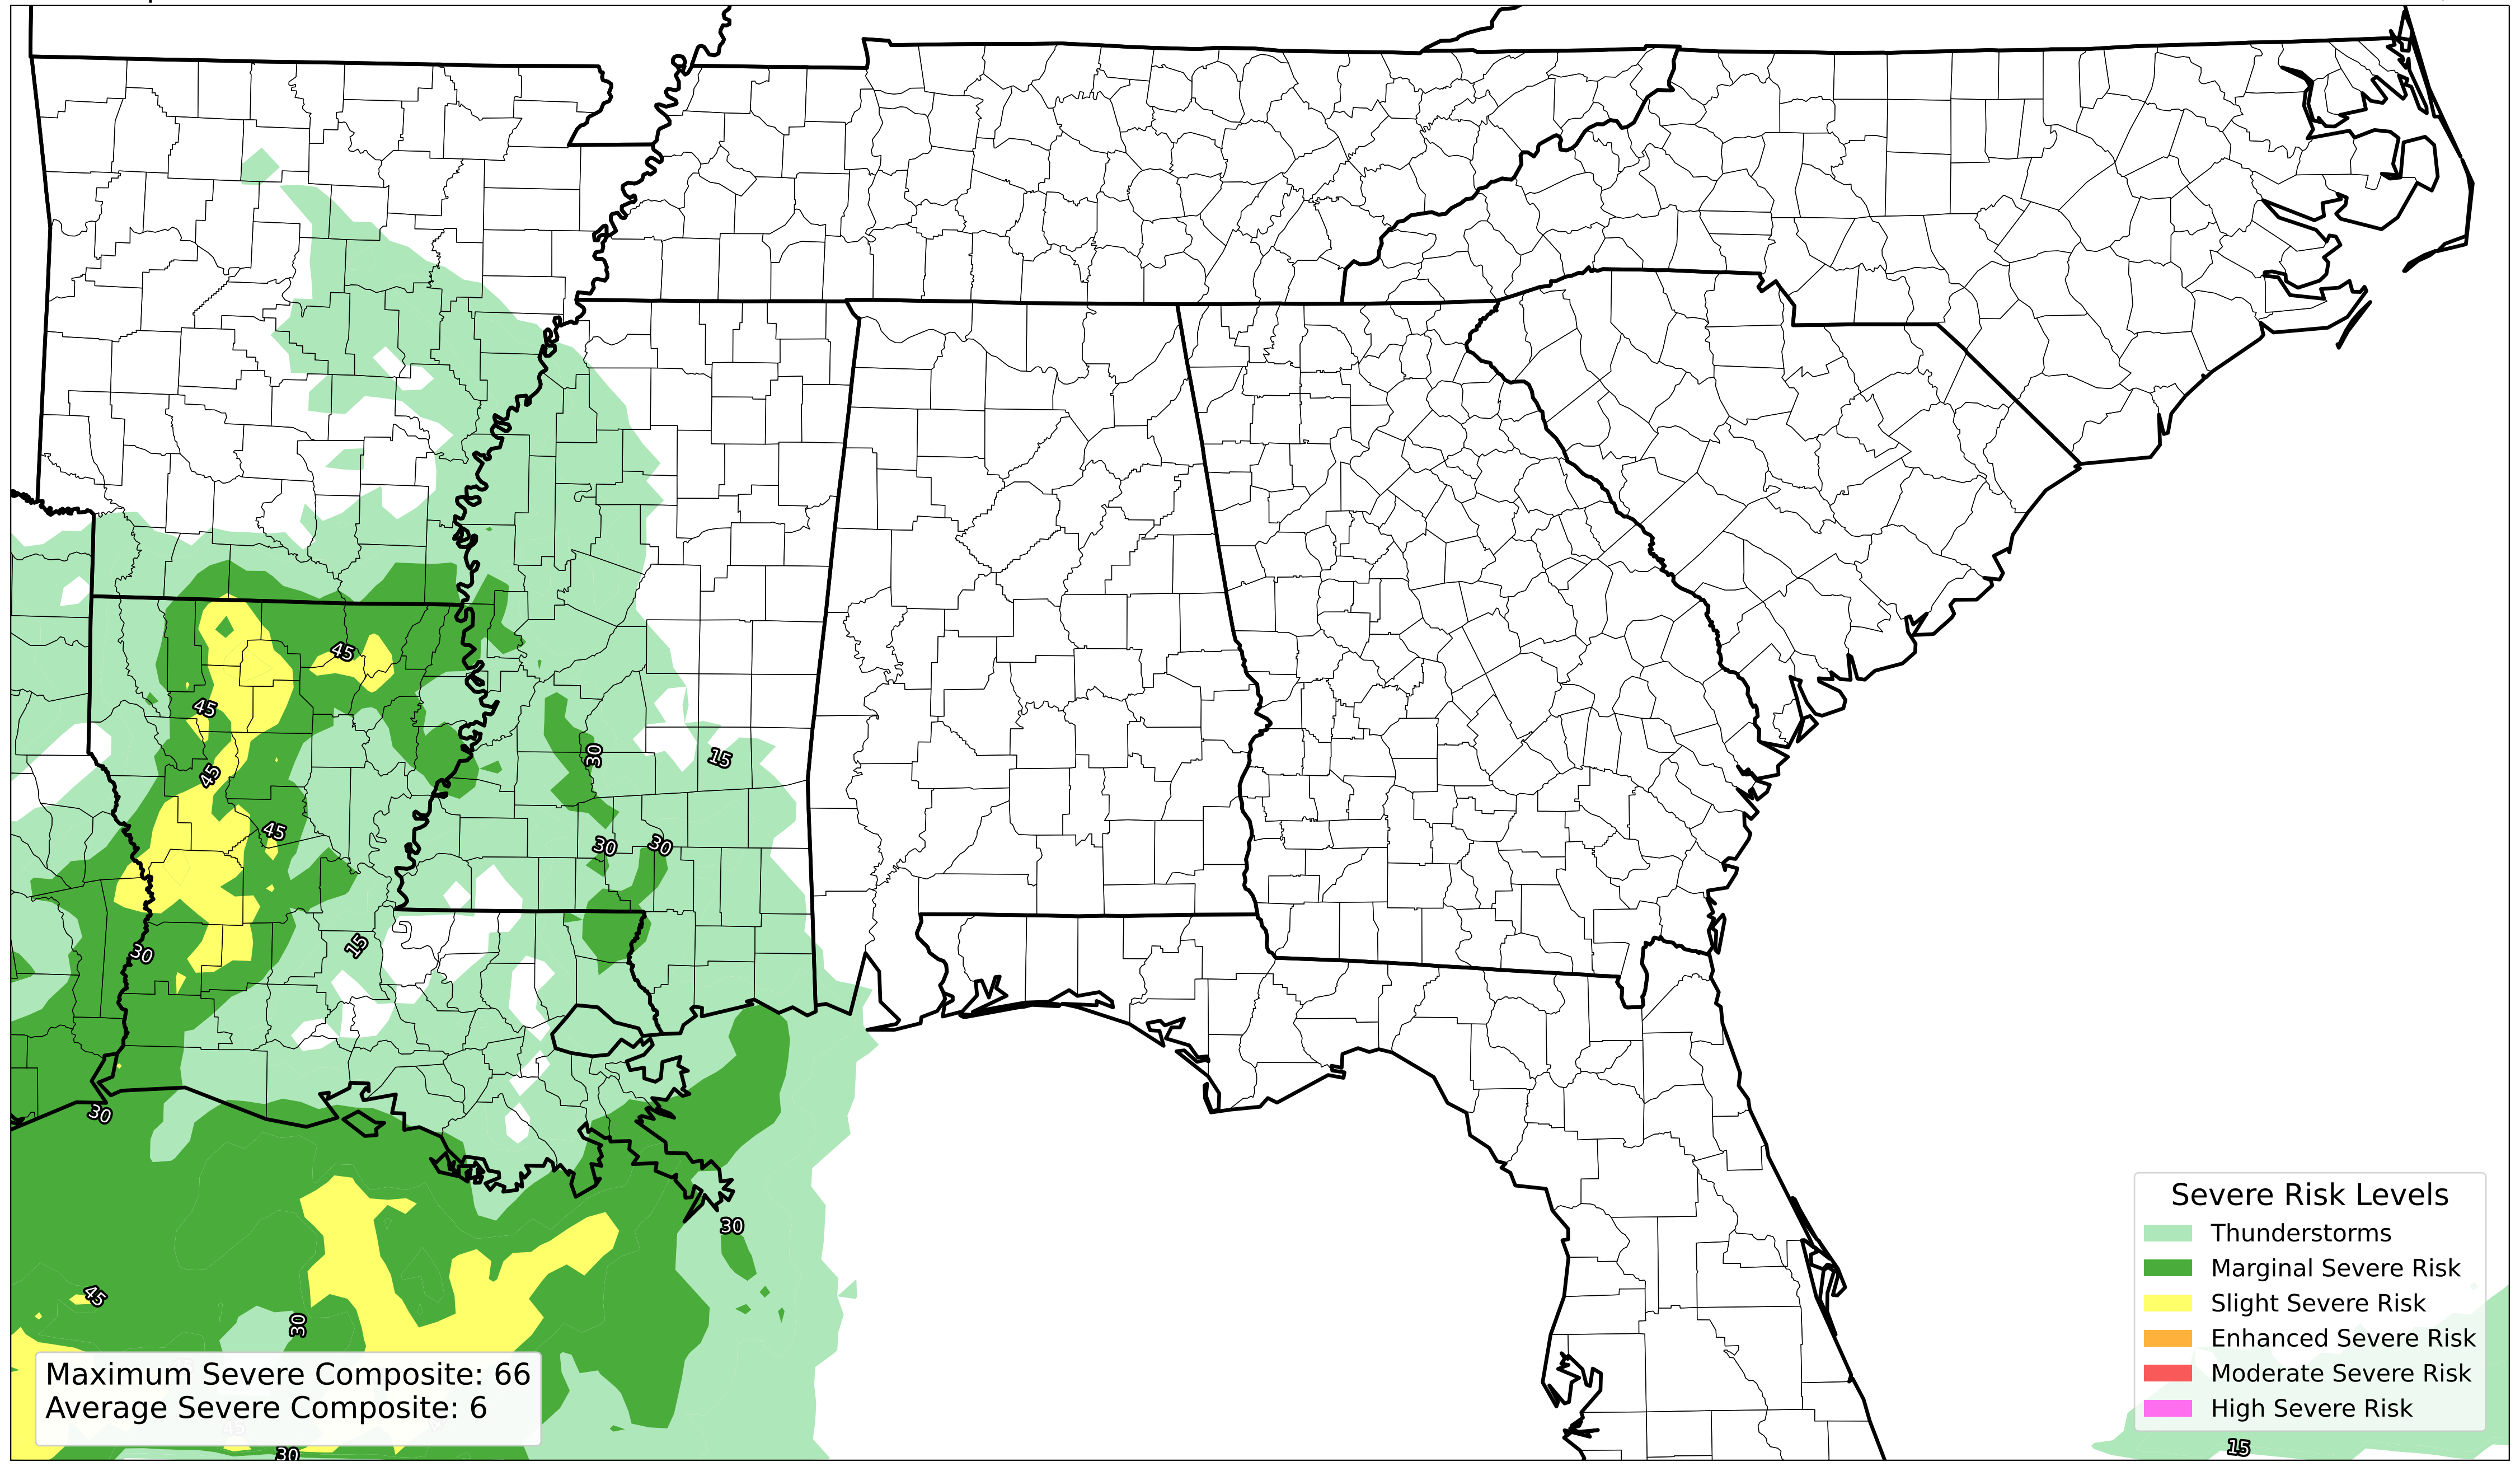 45
45
30
15
45
45
30
30
15
30
30
30
45
30
Maximum Severe Composite: 66
Average Severe Composite: 6
30
Severe Risk Levels
Thunderstorms
Marginal Severe Risk
Slight Severe Risk
Enhanced Severe Risk
Moderate Severe Risk
High Severe Risk
15